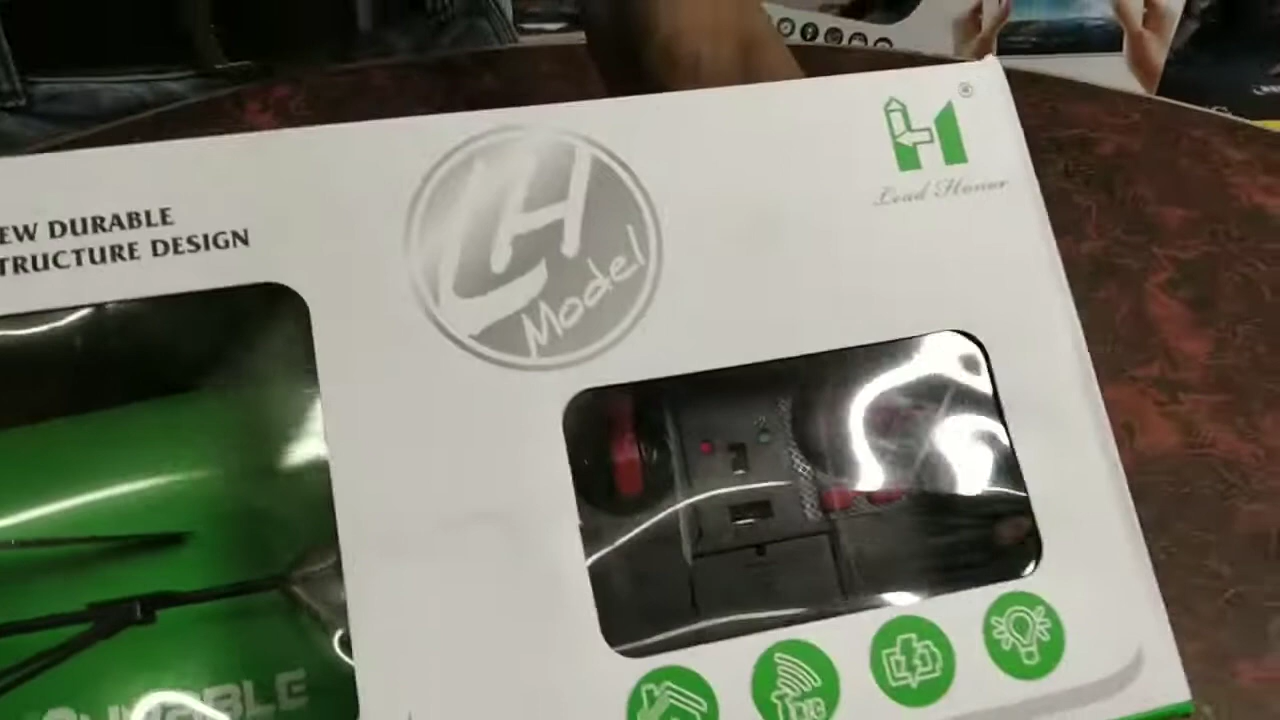 EW DURABLE
TRUCTURE DESIGN
LH
Model
®
Lead Honor
R/C